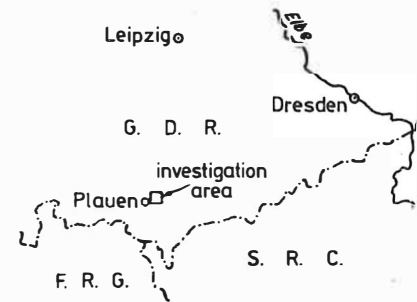 Elbe
Leipzig
Dresden
G. D. R.
investigation
area
Plauen
S. R. C.
F. R. G.